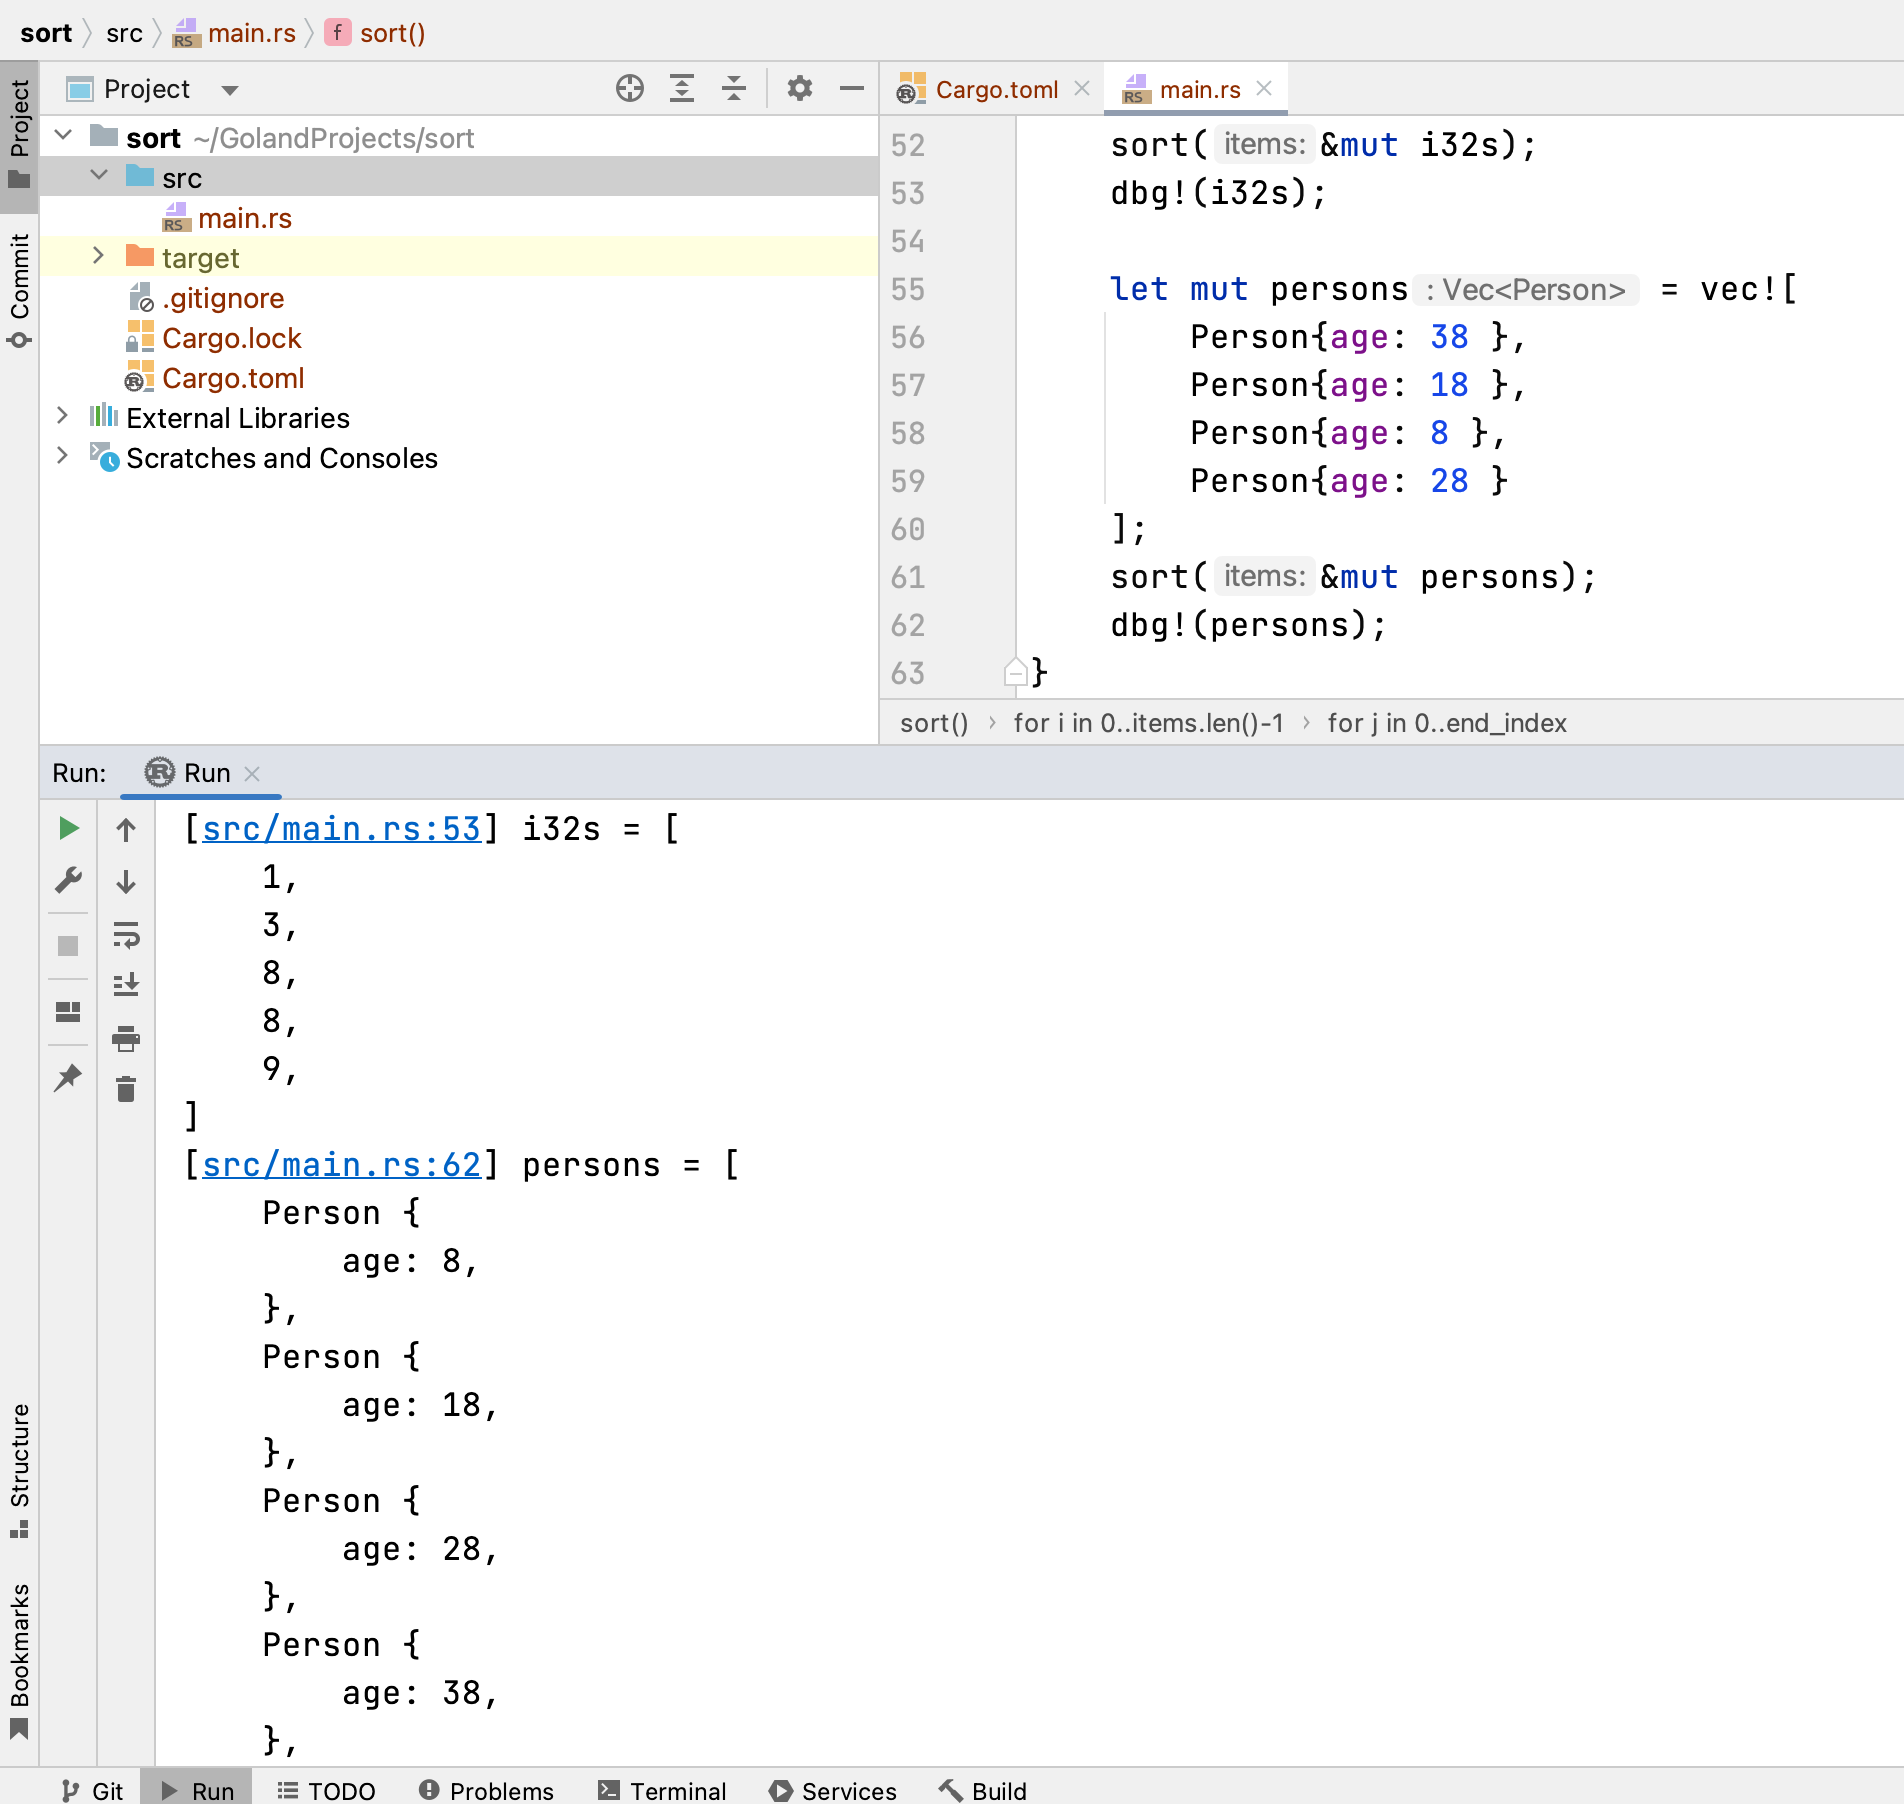 sort src main.rs f sort()
Project
Cargo.toml
main.rs
Project
Commit
sort ~/GolandProjects/sort
src
main.rs
target
.gitignore
Cargo.lock
Cargo.toml
External Libraries
Scratches and Consoles
52 sort( items: &mut i32s);
53 dbg!(i32s);
54
55 let mut persons : Vec<Person> = vec![
56 Person{age: 38 },
57 Person{age: 18 },
58 Person{age: 8 },
59 Person{age: 28 }
60 ];
61 sort( items: &mut persons);
62 dbg!(persons);
63 }
sort() › for i in 0..items.len()-1 › for j in 0..end_index
Run: Run
[src/main.rs:53] i32s = [
1,
3,
8,
8,
9,
]
[src/main.rs:62] persons = [
Person {
age: 8,
},
Person {
age: 18,
},
Person {
age: 28,
},
Person {
age: 38,
},
Structure
Bookmarks
Git Run TODO Problems Terminal Services Build